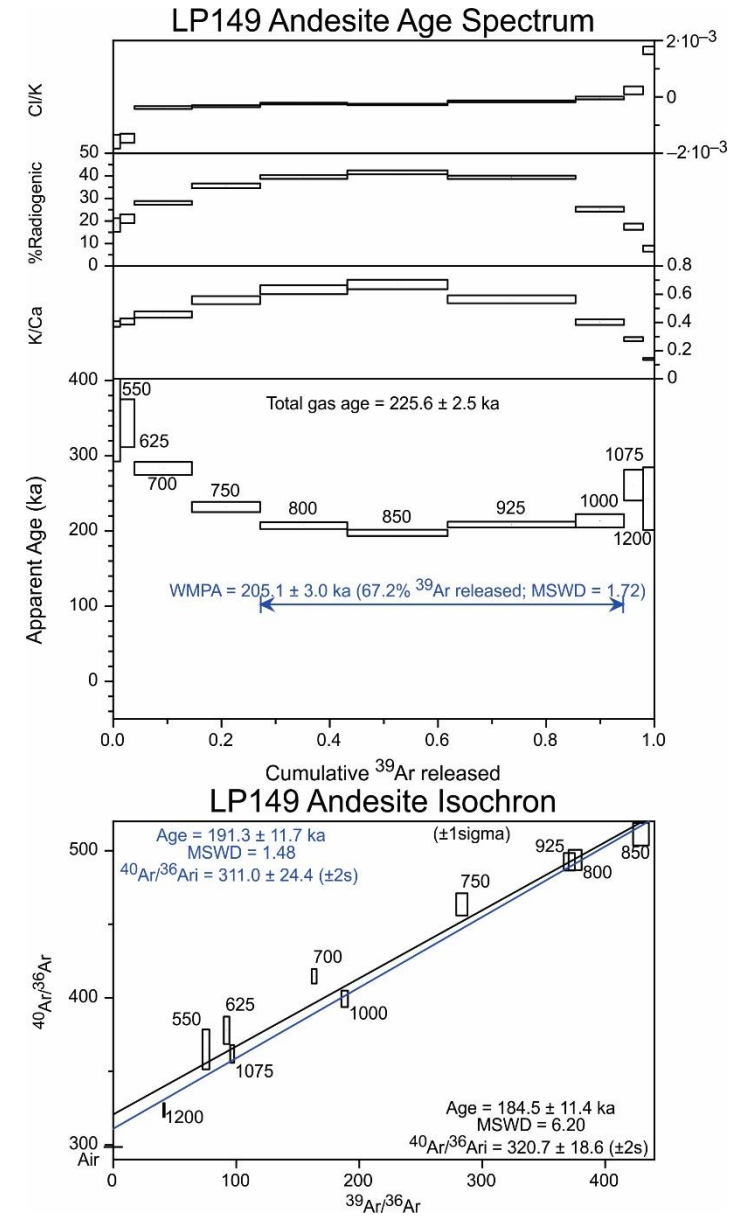 LP149 Andesite Age Spectrum
Cl/K
2·10⁻³
0
−2·10⁻³
%Radiogenic
50
40
30
20
10
0
K/Ca
0.8
0.6
0.4
0.2
0
Apparent Age (ka)
400
300
200
100
0
Total gas age = 225.6 ± 2.5 ka
550
625
700
750
800
850
925
1000
1075
1200
WMPA = 205.1 ± 3.0 ka (67.2% ³⁹Ar released; MSWD = 1.72)
0.0 0.2 0.4 0.6 0.8 1.0
Cumulative ³⁹Ar released
LP149 Andesite Isochron
Age = 191.3 ± 11.7 ka
MSWD = 1.48
⁴⁰Ar/³⁶Ari = 311.0 ± 24.4 (±2s)
(±1sigma)
⁴⁰Ar/³⁶Ar
500
400
300
Air
550
625
700
750
800
850
925
1000
1075
1200
Age = 184.5 ± 11.4 ka
MSWD = 6.20
⁴⁰Ar/³⁶Ari = 320.7 ± 18.6 (±2s)
0 100 200 300 400
³⁹Ar/³⁶Ar